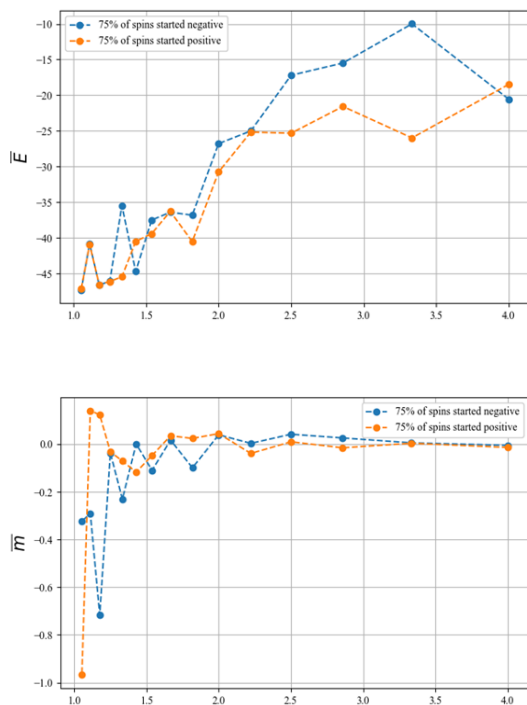 75% of spins started negative
75% of spins started positive
−10
−15
−20
−25
−30
−35
−40
−45
E̅
1.0 1.5 2.0 2.5 3.0 3.5 4.0
75% of spins started negative
75% of spins started positive
0.0
−0.2
−0.4
−0.6
−0.8
−1.0
m̅
1.0 1.5 2.0 2.5 3.0 3.5 4.0